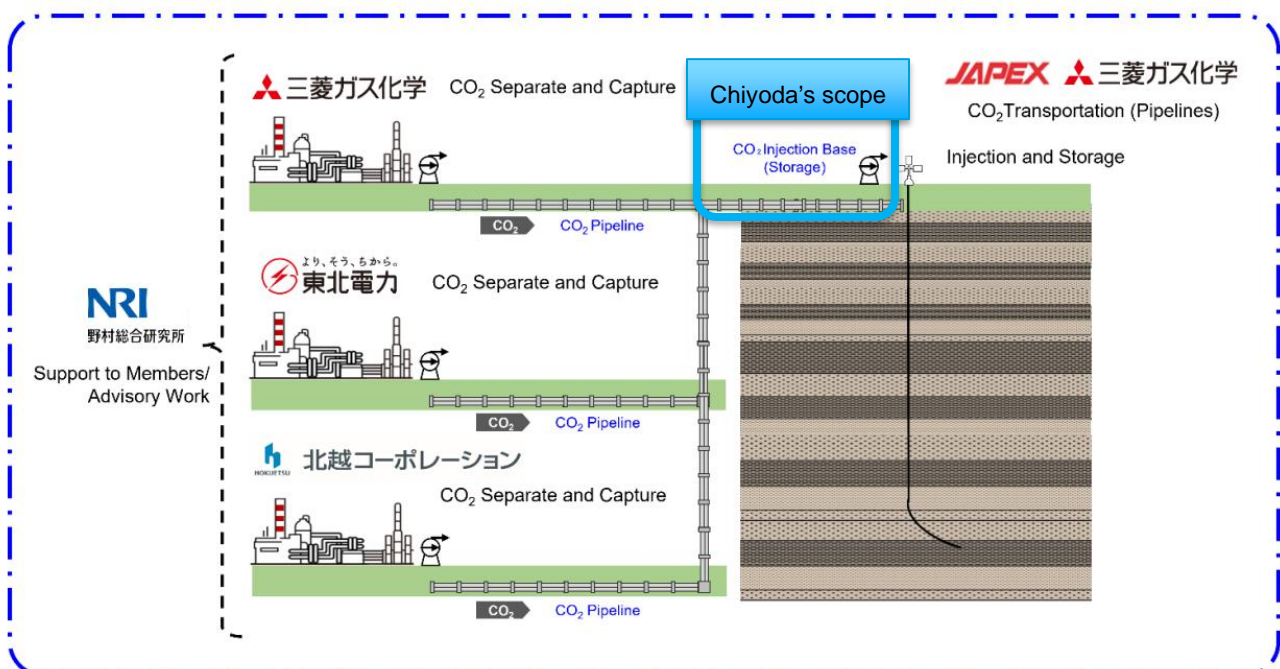 三菱ガス化学
CO₂ Separate and Capture
Chiyoda's scope
JAPEX 三菱ガス化学
CO₂Transportation (Pipelines)
CO₂ Injection Base
(Storage)
Injection and Storage
CO₂
CO₂ Pipeline
より、そう、ちから。
東北電力
CO₂ Separate and Capture
NRI
野村総合研究所
Support to Members/
Advisory Work
CO₂
CO₂ Pipeline
HOKUETSU
北越コーポレーション
CO₂ Separate and Capture
CO₂
CO₂ Pipeline